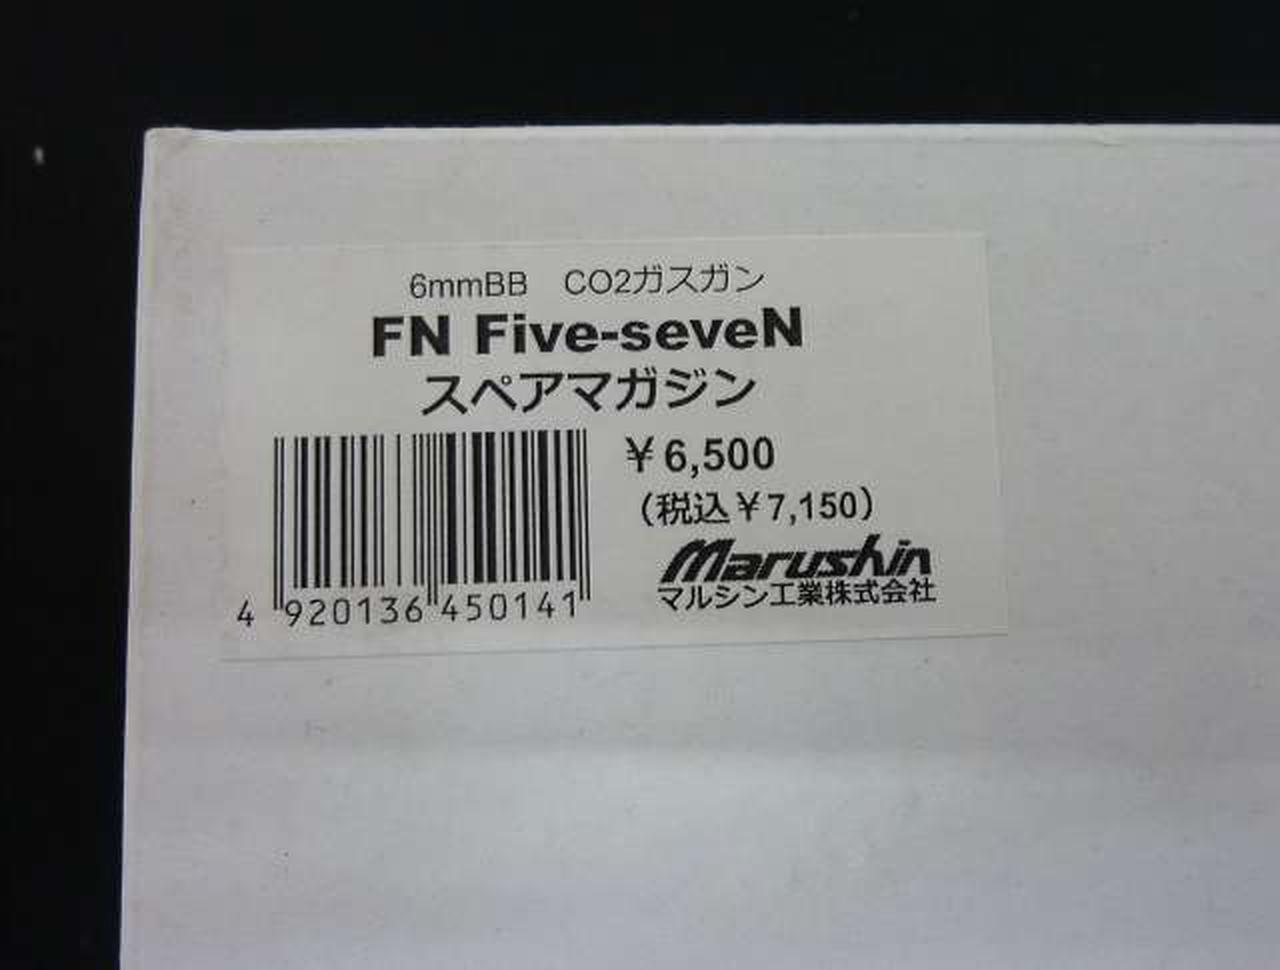 6mmBB　CO2ガスガン
FN Five-seveN
スペアマガジン
￥6,500
（税込￥7,150）
Marushin
マルシン工業株式会社
4 920136 450141